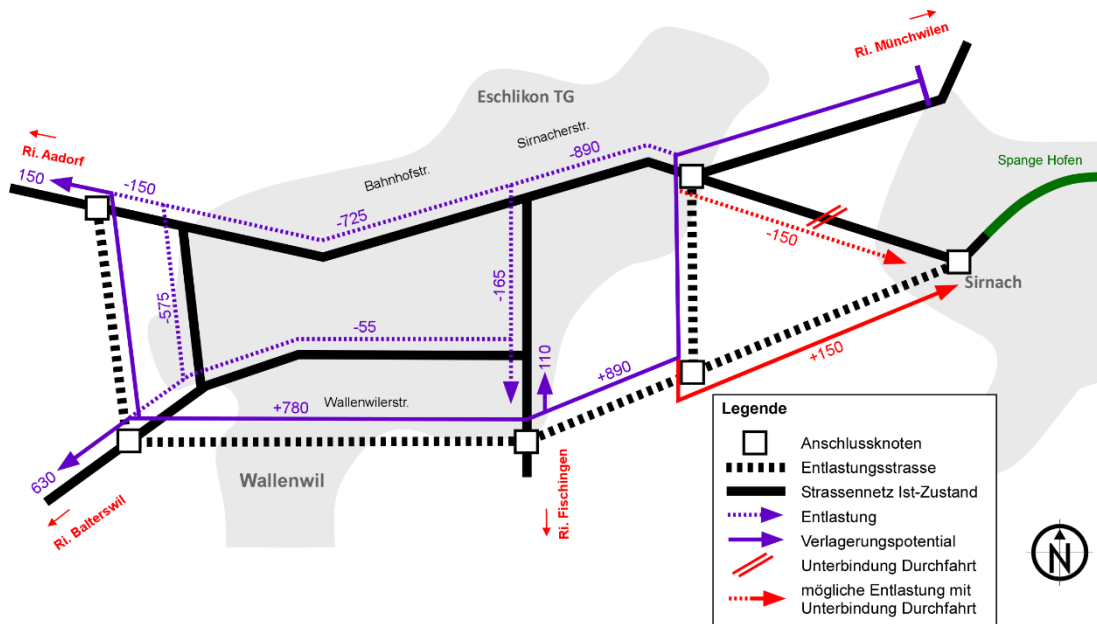 Ri. Münchwilen
Eschlikon TG
Sirnacherstr.
-890
Ri. Aadorf
Bahnhofstr.
Spange Hofen
150
-150
-725
-150
-165
-575
Sirnach
-55
110
+150
+890
+780
Wallenwilerstr.
630
Wallenwil
Ri. Balterswil
Ri. Fischingen
Legende
Anschlussknoten
Entlastungsstrasse
Strassennetz Ist-Zustand
Entlastung
Verlagerungspotential
Unterbindung Durchfahrt
mögliche Entlastung mit
Unterbindung Durchfahrt
N